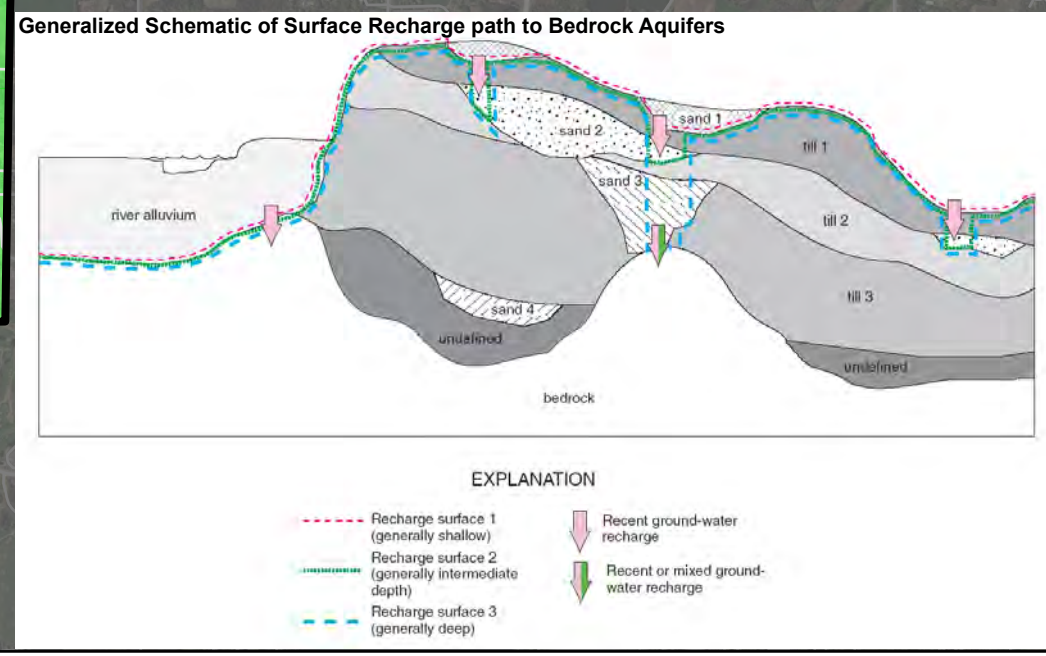 Generalized Schematic of Surface Recharge path to Bedrock Aquifers
sand 1
sand 2
till 1
sand 3
river alluvium
till 2
till 3
sand 4
undefined
undefined
bedrock
EXPLANATION
Recharge surface 1
(generally shallow)
Recharge surface 2
(generally intermediate
depth)
Recharge surface 3
(generally deep)
Recent ground-water
recharge
Recent or mixed ground-
water recharge